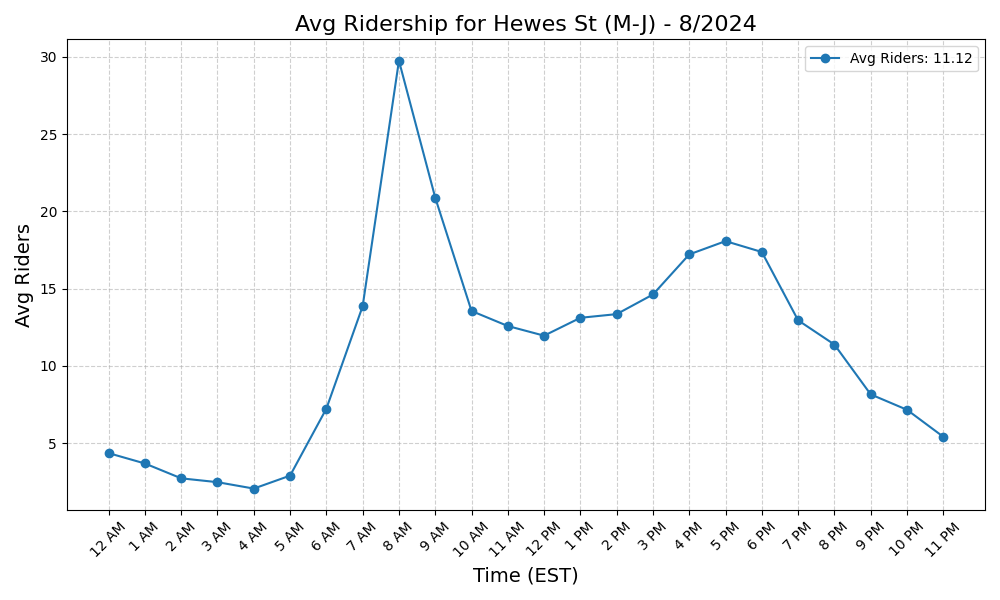 Avg Ridership for Hewes St (M-J) - 8/2024
Avg Riders: 11.12
Avg Riders
30
25
20
15
10
5
12 AM
1 AM
2 AM
3 AM
4 AM
5 AM
6 AM
7 AM
8 AM
9 AM
10 AM
11 AM
12 PM
1 PM
2 PM
3 PM
4 PM
5 PM
6 PM
7 PM
8 PM
9 PM
10 PM
11 PM
Time (EST)